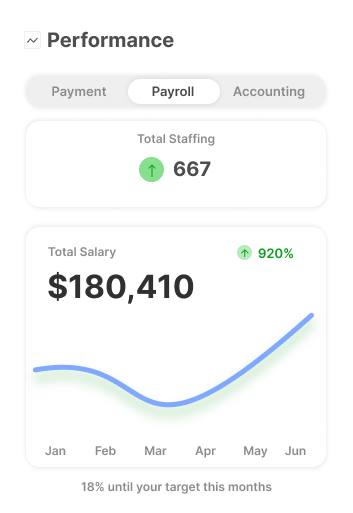 Performance
Payment Payroll Accounting
Total Staffing
↑ 667
Total Salary ↑ 920%
$180,410
Jan Feb Mar Apr May Jun
18% until your target this months